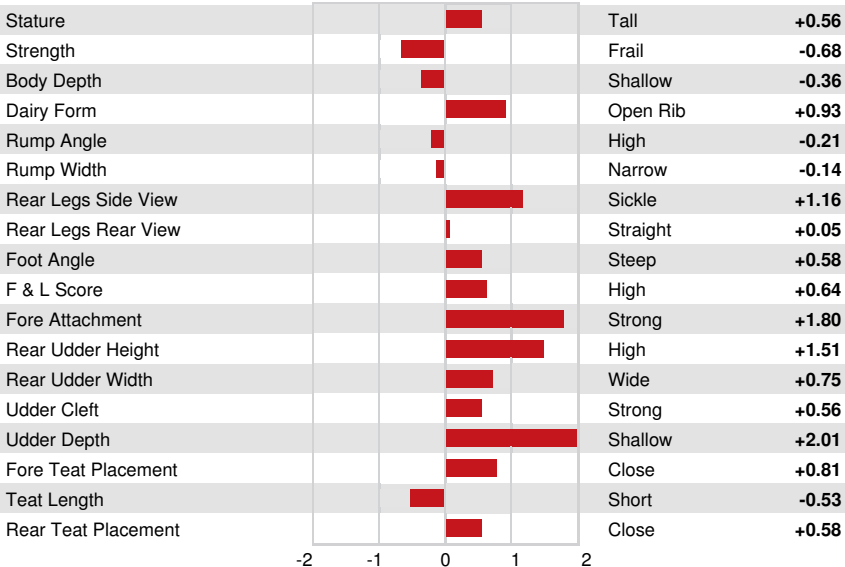 Stature Tall +0.56
Strength Frail -0.68
Body Depth Shallow -0.36
Dairy Form Open Rib +0.93
Rump Angle High -0.21
Rump Width Narrow -0.14
Rear Legs Side View Sickle +1.16
Rear Legs Rear View Straight +0.05
Foot Angle Steep +0.58
F & L Score High +0.64
Fore Attachment Strong +1.80
Rear Udder Height High +1.51
Rear Udder Width Wide +0.75
Udder Cleft Strong +0.56
Udder Depth Shallow +2.01
Fore Teat Placement Close +0.81
Teat Length Short -0.53
Rear Teat Placement Close +0.58
-2 -1 0 1 2